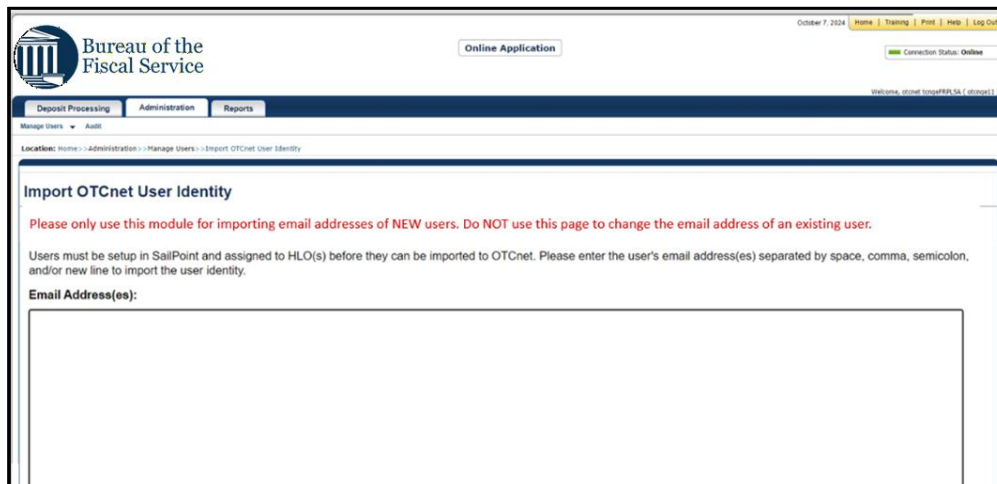 October 7, 2024 Home | Training | Print | Help | Log Out
Bureau of the
Fiscal Service
Online Application
Connection Status: Online
Welcome, otcnet
Deposit Processing Administration Reports
Manage Users Audit
Location: Home>>Administration>>Manage Users>>Import OTCnet User Identity
Import OTCnet User Identity
Please only use this module for importing email addresses of NEW users. Do NOT use this page to change the email address of an existing user.
Users must be setup in SailPoint and assigned to HLO(s) before they can be imported to OTCnet. Please enter the user's email address(es) separated by space, comma, semicolon,
and/or new line to import the user identity.
Email Address(es):